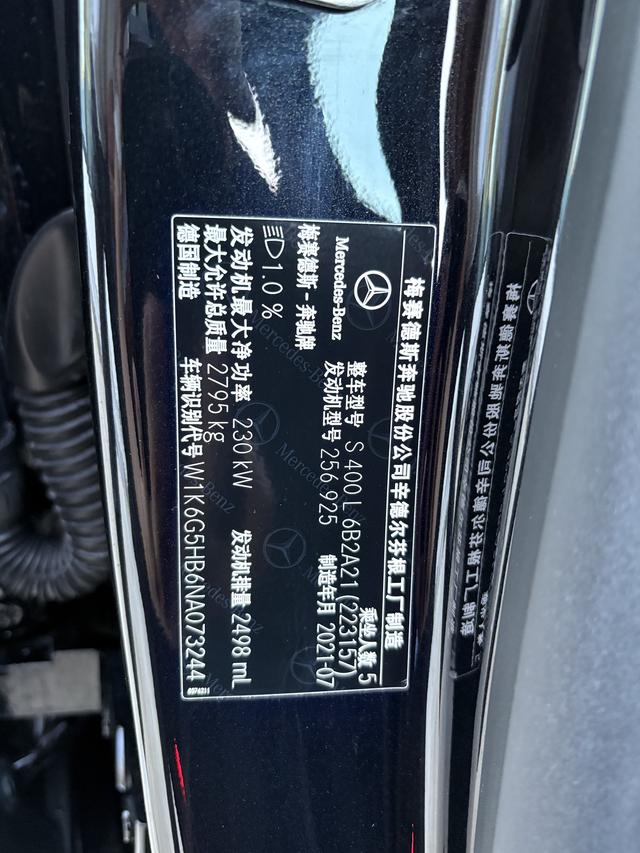 梅赛德斯奔驰股份公司辛德尔芬根工厂制造
乘坐人数 5
Mercedes-Benz
整车型号 S 400 L 6B2A21 (223157)
梅赛德斯-奔驰牌
发动机型号 256 925
制造年月 2021-07
1.0 %
发动机最大净功率 230 kW
发动机排量 2498 mL
最大允许总质量 2795 kg
德国制造
车辆识别代号 W1K6G5HB6NA073244